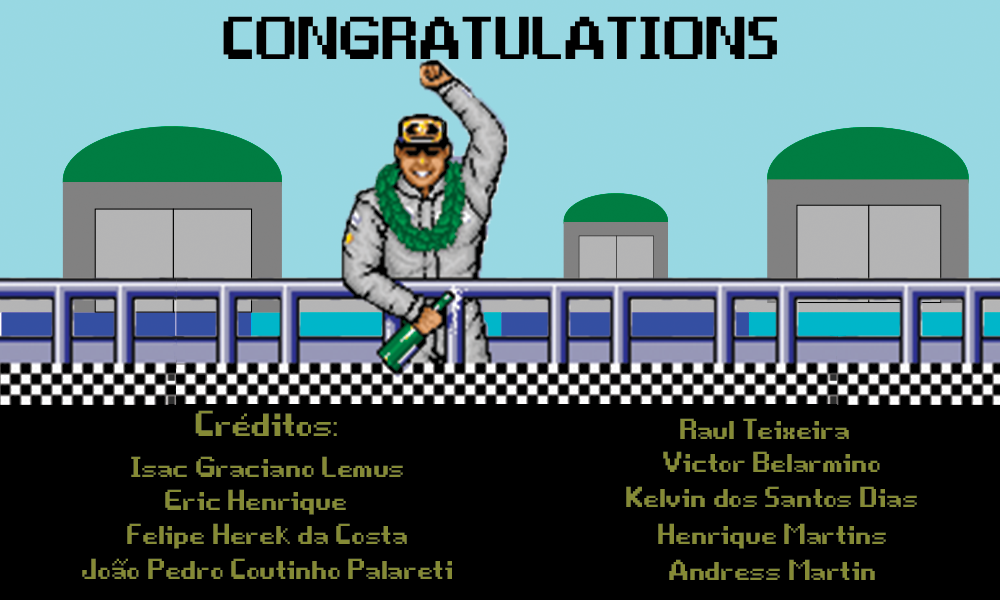 CONGRATULATIONS
Créditos:
Isac Graciano Lemus
Eric Henrique
Felipe Herek da Costa
João Pedro Coutinho Palareti
Raul Teixeira
Victor Belarmino
Kelvin dos Santos Dias
Henrique Martins
Andress Martin